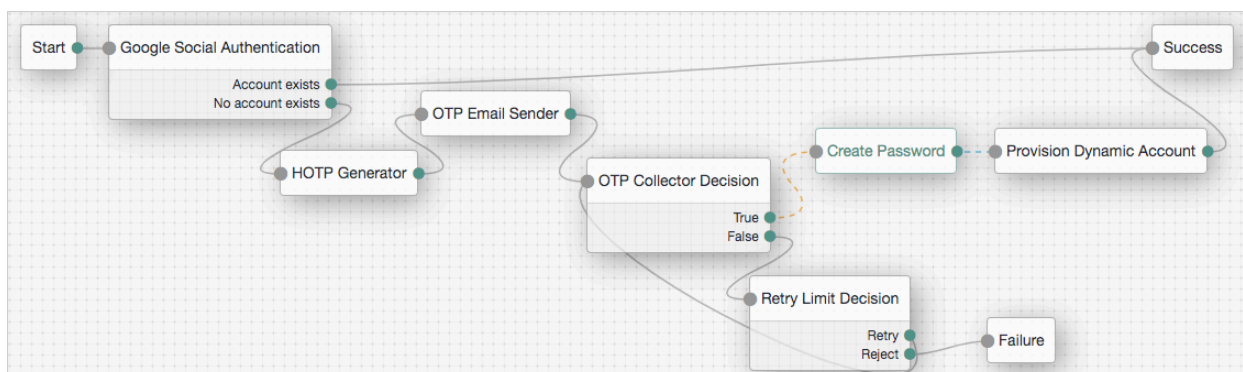 Start
Google Social Authentication
Account exists
No account exists
HOTP Generator
OTP Email Sender
OTP Collector Decision
True
False
Create Password
Provision Dynamic Account
Success
Retry Limit Decision
Retry
Reject
Failure